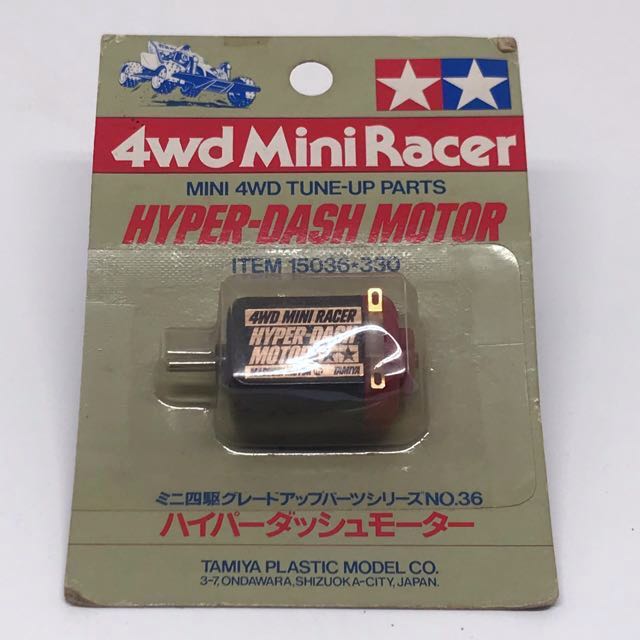 4wd Mini Racer
MINI 4WD TUNE-UP PARTS
HYPER-DASH MOTOR
ITEM 15036★330
4WD MINI RACER
HYPER-DASH
MOTOR
TAMIYA
ミニ四駆グレードアップパーツシリーズNO.36
ハイパーダッシュモーター
TAMIYA PLASTIC MODEL CO.
3-7, ONDAWARA, SHIZUOKA-CITY, JAPAN.